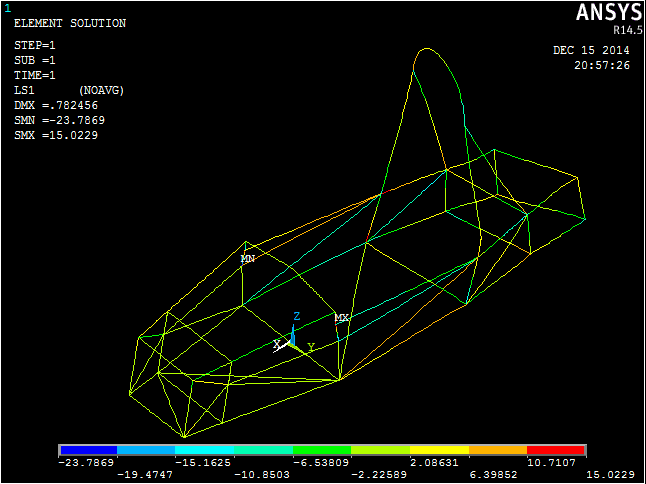 1
ANSYS
R14.5
ELEMENT SOLUTION
STEP=1
SUB =1
TIME=1
LS1 (NOAVG)
DMX =.782456
SMN =-23.7869
SMX =15.0229
DEC 15 2014
20:57:26
MN
MX
Z
X
Y
-23.7869 -15.1625 -6.53809 2.08631 10.7107
-19.4747 -10.8503 -2.22589 6.39852 15.0229